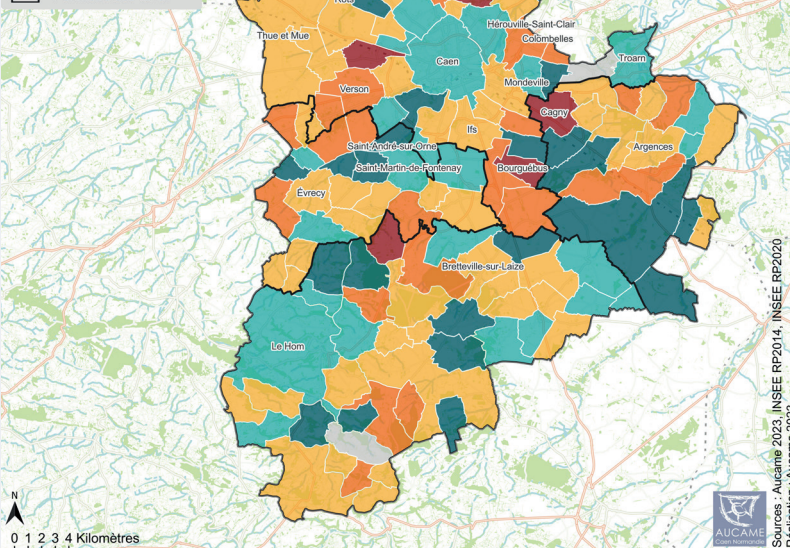 Rots
Hérouville-Saint-Clair
Thue et Mue
Colombelles
Caen
Troarn
Mondeville
Verson
Cagny
Ifs
Saint-André-sur-Orne
Argences
Saint-Martin-de-Fontenay
Bourguébus
Évrecy
Bretteville-sur-Laize
Le Hom
N
0 1 2 3 4 Kilomètres
AUCAME
Caen Normandie
Sources : Aucame 2023, INSEE RP2014, INSEE RP2020